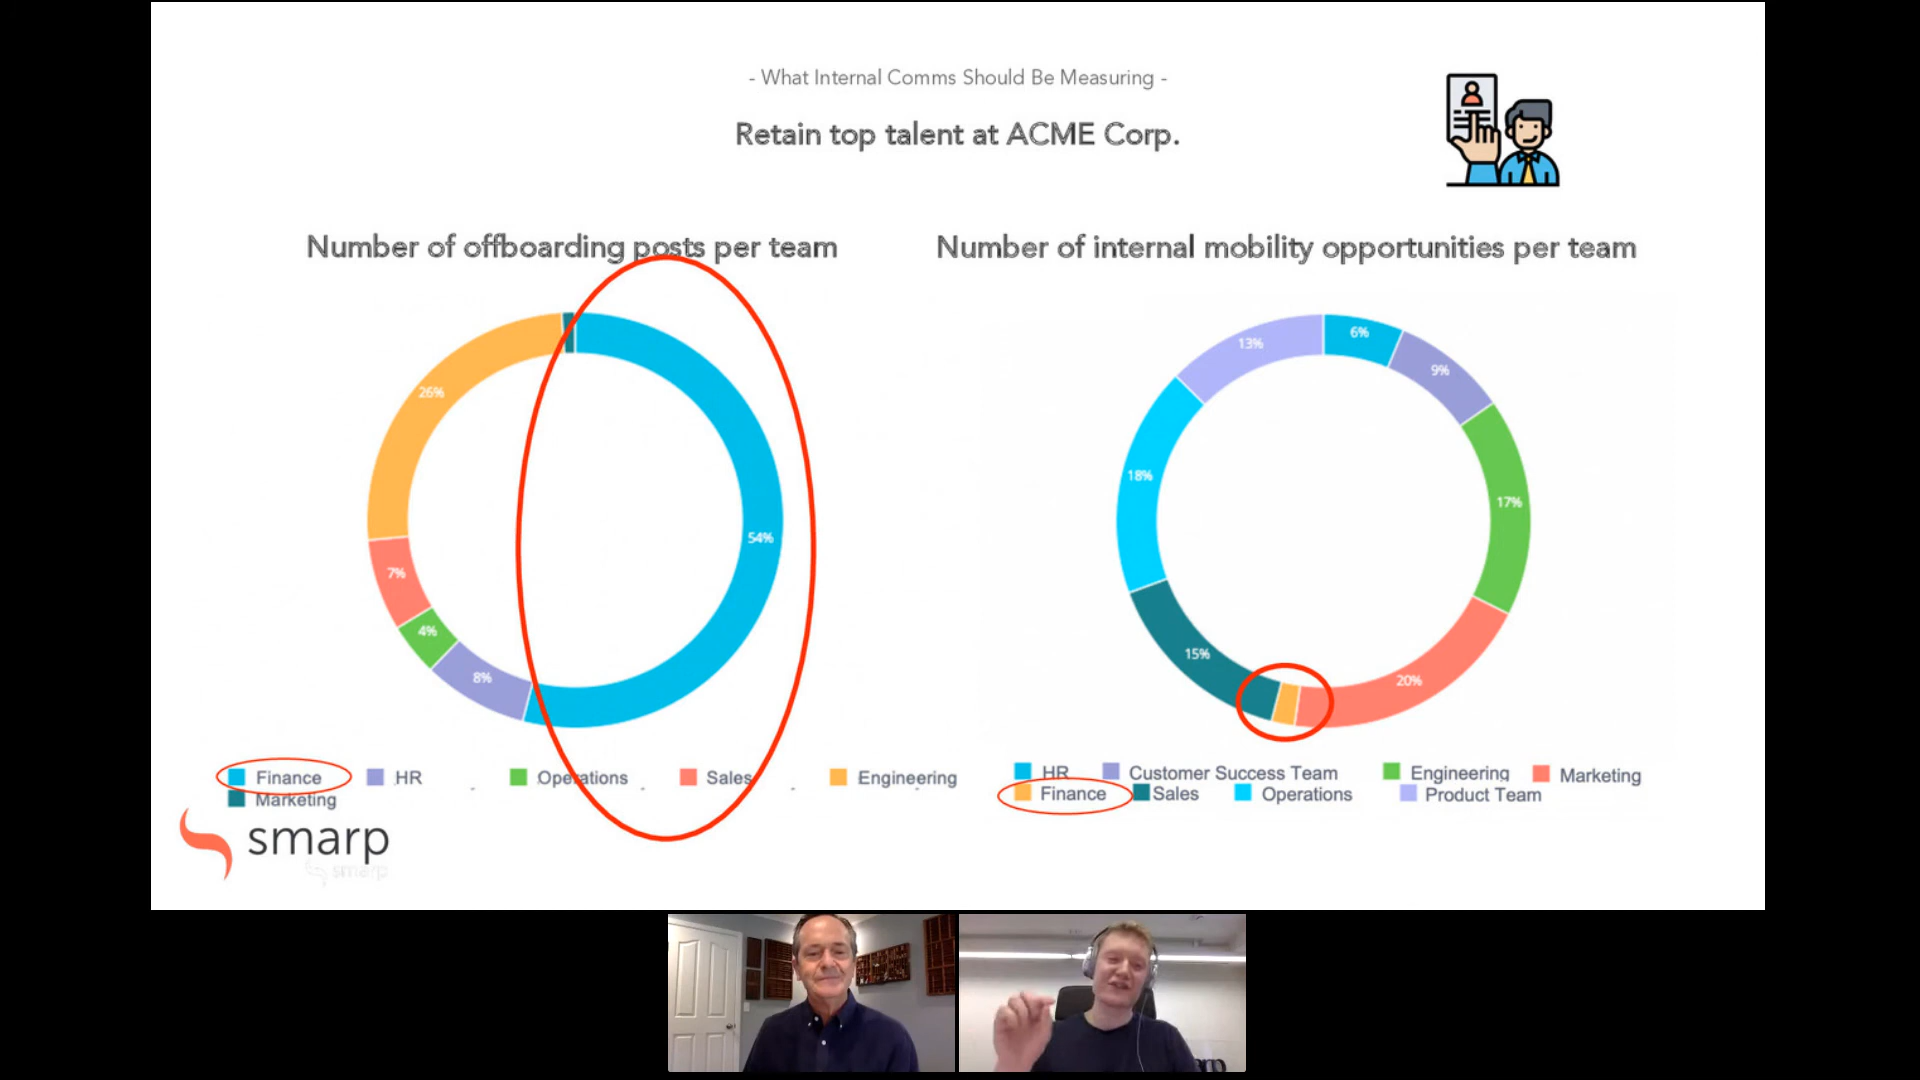 - What Internal Comms Should Be Measuring -
Retain top talent at ACME Corp.
Number of offboarding posts per team
Number of internal mobility opportunities per team
26%
54%
7%
4%
8%
13%
6%
9%
18%
17%
15%
20%
Finance HR Operations Sales Engineering
Marketing
HR Customer Success Team Engineering Marketing
Finance Sales Operations Product Team
smarp
smarp